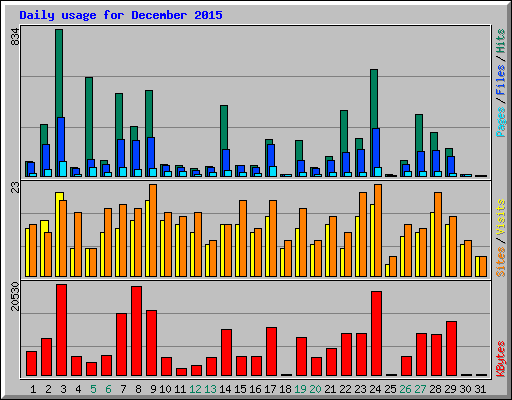 Daily usage for December 2015
834
Pages / Files / Hits
23
Sites / Visits
20530
KBytes
1 2 3 4 5 6 7 8 9 10 11 12 13 14 15 16 17 18 19 20 21 22 23 24 25 26 27 28 29 30 31